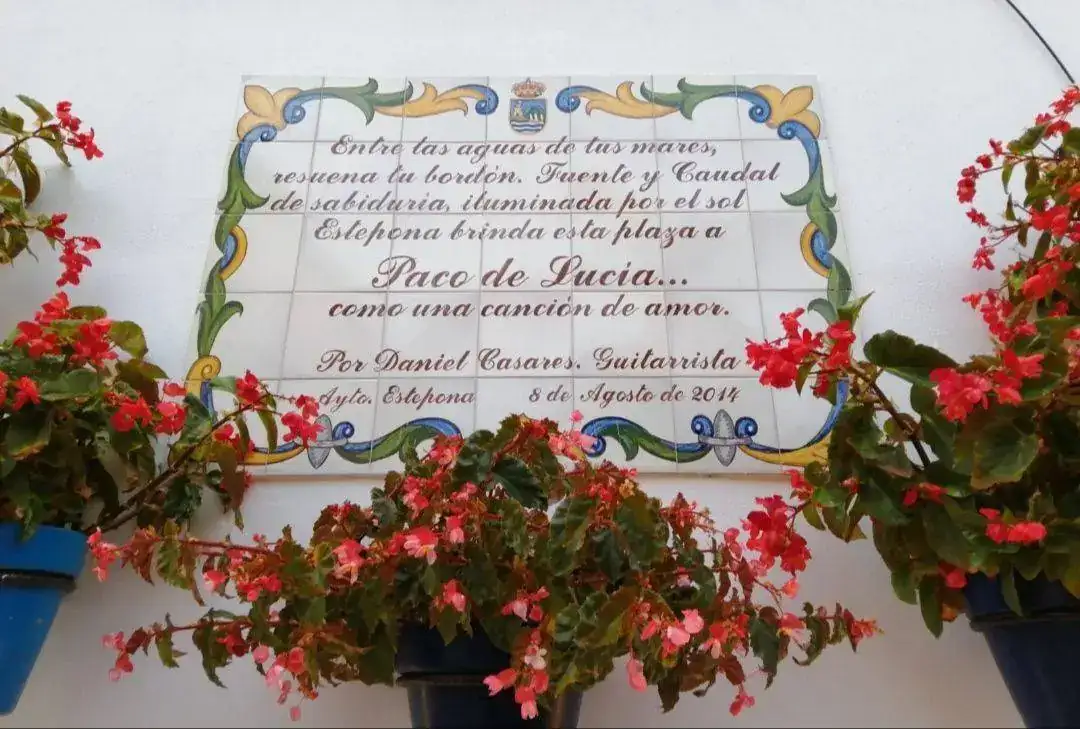 Entre las aguas de tus mares,
resuena tu bordón. Fuente y Caudal
de sabiduria, iluminada por el sol
Estepona brinda esta plaza a
Paco de Lucia...
como una canción de amor.
Por Daniel Casares. Guitarrista
Ayto. Estepona 8 de Agosto de 2014